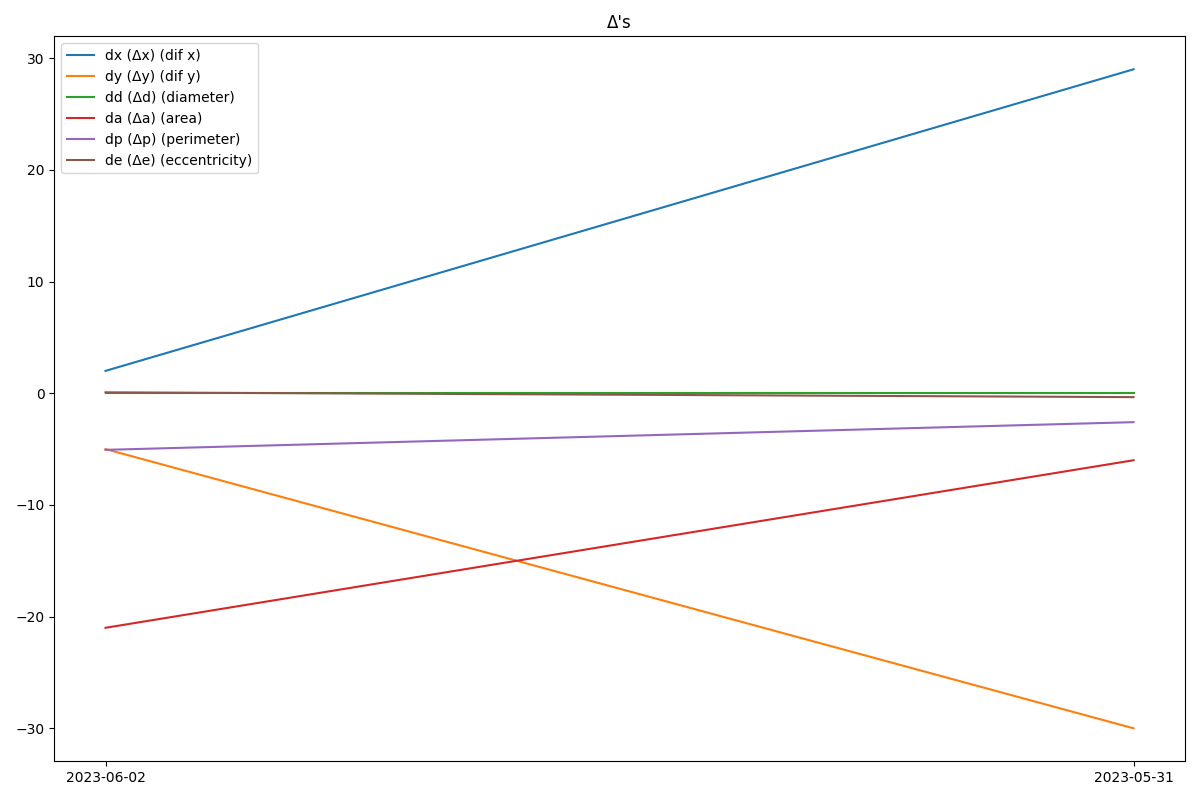 Δ's
dx (Δx) (dif x)
dy (Δy) (dif y)
dd (Δd) (diameter)
da (Δa) (area)
dp (Δp) (perimeter)
de (Δe) (eccentricity)
30
20
10
0
−10
−20
−30
2023-06-02 2023-05-31